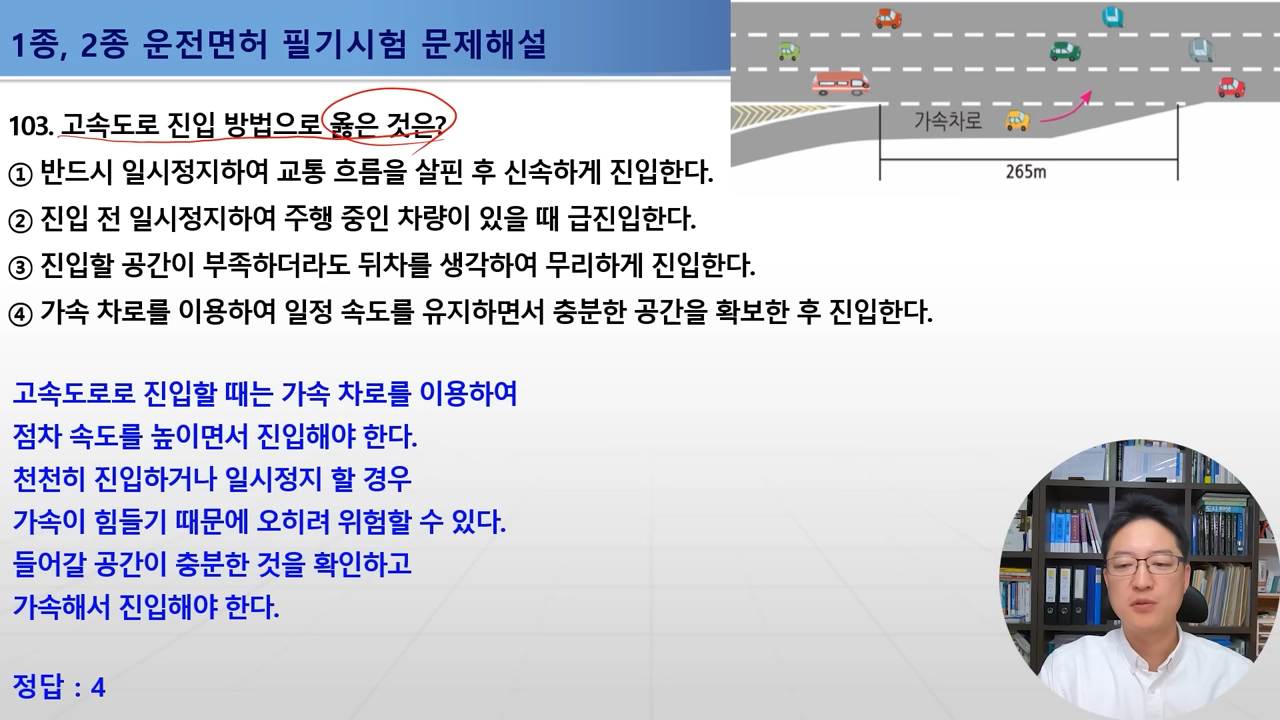 1종, 2종 운전면허 필기시험 문제해설
가속차로
265m
103. 고속도로 진입 방법으로 옳은 것은?
① 반드시 일시정지하여 교통 흐름을 살핀 후 신속하게 진입한다.
② 진입 전 일시정지하여 주행 중인 차량이 있을 때 급진입한다.
③ 진입할 공간이 부족하더라도 뒤차를 생각하여 무리하게 진입한다.
④ 가속 차로를 이용하여 일정 속도를 유지하면서 충분한 공간을 확보한 후 진입한다.
고속도로로 진입할 때는 가속 차로를 이용하여
점차 속도를 높이면서 진입해야 한다.
천천히 진입하거나 일시정지 할 경우
가속이 힘들기 때문에 오히려 위험할 수 있다.
들어갈 공간이 충분한 것을 확인하고
가속해서 진입해야 한다.
정답 : 4